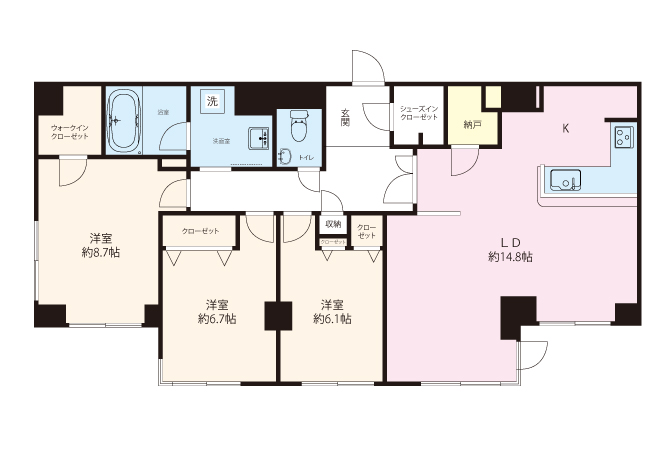 ウォークイン
クローゼット
浴室
洗
洗面室
トイレ
玄関
シューズイン
クローゼット
納戸
K
洋室
約8.7帖
クローゼット
収納
クローゼット
クロー
ゼット
LD
約14.8帖
洋室
約6.7帖
洋室
約6.1帖